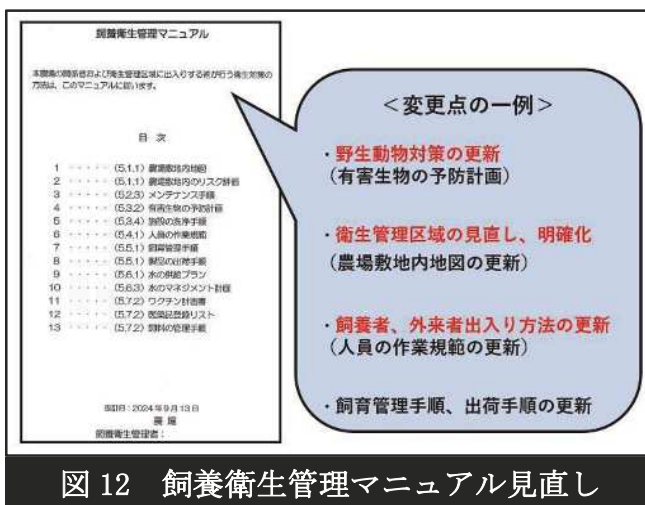 飼養衛生管理マニュアル
本農場の関係者および衛生管理区域に出入りする者が行う衛生対策の
方法は、このマニュアルに従います。
目 次
1 ・・・・・ (5.1.1) 農場敷地内地図
2 ・・・・・ (5.1.1) 農場敷地内のリスク評価
3 ・・・・・ (5.2.3) メンテナンス手順
4 ・・・・・ (5.3.2) 有害生物の予防計画
5 ・・・・・ (5.3.4) 施設の洗浄手順
6 ・・・・・ (5.4.1) 人員の作業規範
7 ・・・・・ (5.5.1) 飼育管理手順
8 ・・・・・ (5.5.1) 製品の出荷手順
9 ・・・・・ (5.6.1) 水の供給プラン
10 ・・・・・ (5.6.3) 水のマネジメント計画
11 ・・・・・ (5.7.2) ワクチン計画書
12 ・・・・・ (5.7.2) 医薬品登録リスト
13 ・・・・・ (5.7.2) 飼料の管理手順
改訂日:2024年9月13日
農 場
飼養衛生管理者:
<変更点の一例>
・野生動物対策の更新
(有害生物の予防計画)
・衛生管理区域の見直し、明確化
(農場敷地内地図の更新)
・飼養者、外来者出入り方法の更新
(人員の作業規範の更新)
・飼育管理手順、出荷手順の更新
図 12 飼養衛生管理マニュアル見直し